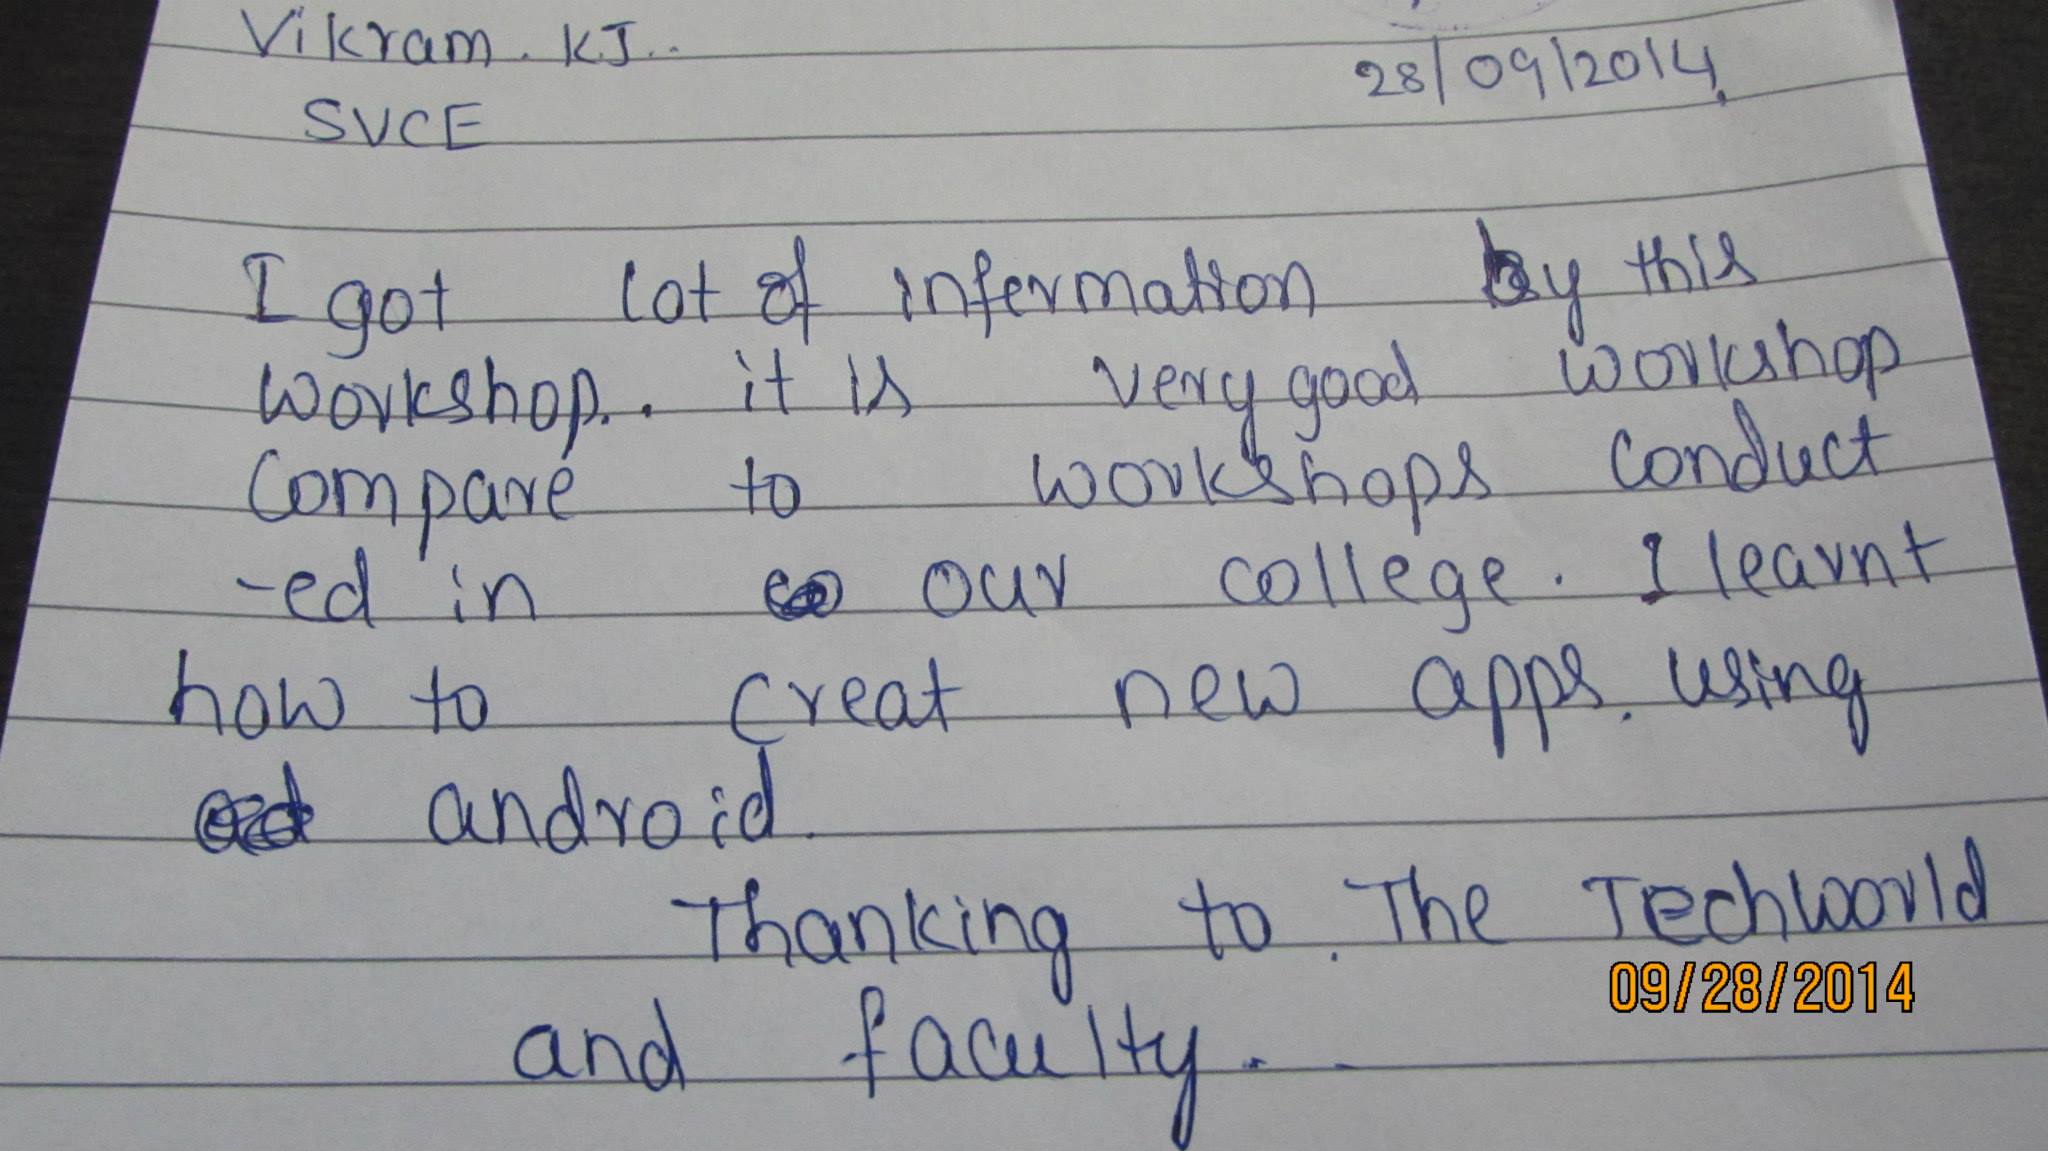 Vikram. KJ..
28/09/2014.
SVCE
I got lot of infermation by this
workshop.. it is very good workshop
Compare to workshops conduct
-ed in our college. I learnt
how to creat new apps. using
android.
Thanking to. The Techworld
09/28/2014
and faculty..